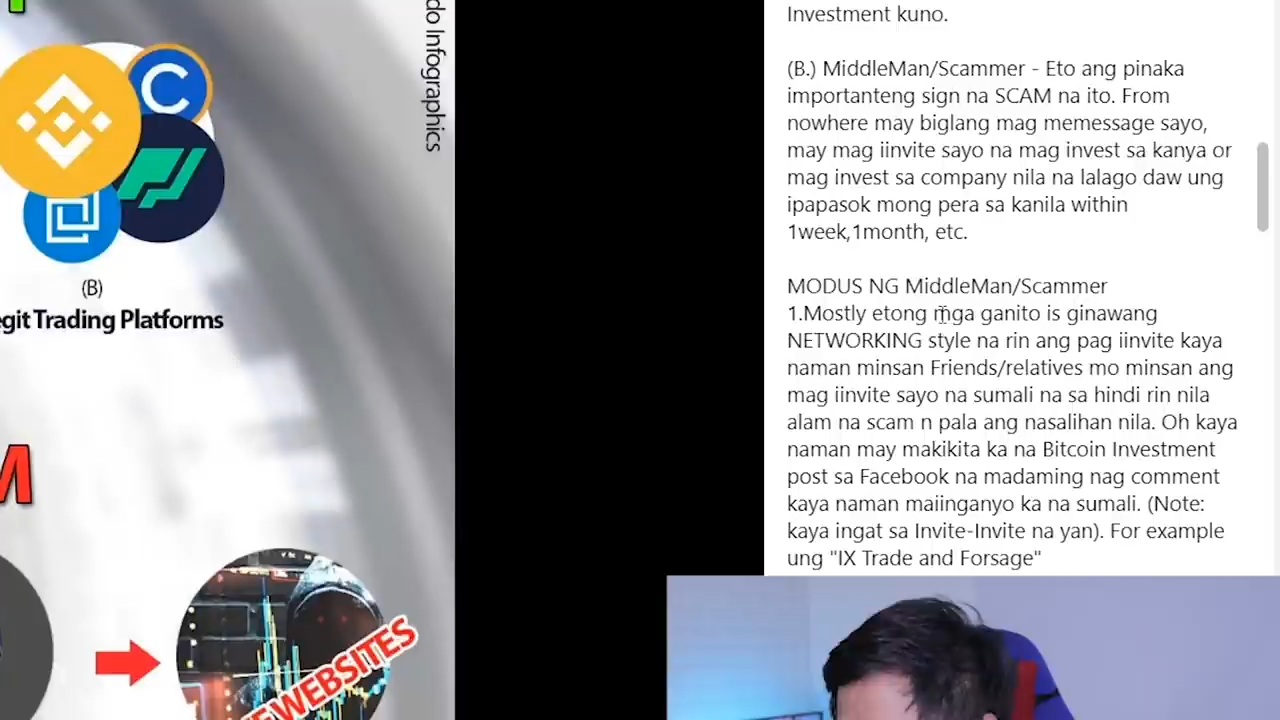 do Infographics
(B)
egit Trading Platforms
M
E WEBSITES
Investment kuno.
(B.) MiddleMan/Scammer - Eto ang pinaka
importanteng sign na SCAM na ito. From
nowhere may biglang mag memessage sayo,
may mag iinvite sayo na mag invest sa kanya or
mag invest sa company nila na lalago daw ung
ipapasok mong pera sa kanila within
1week,1month, etc.
MODUS NG MiddleMan/Scammer
1.Mostly etong mga ganito is ginawang
NETWORKING style na rin ang pag iinvite kaya
naman minsan Friends/relatives mo minsan ang
mag iinvite sayo na sumali na sa hindi rin nila
alam na scam n pala ang nasalihan nila. Oh kaya
naman may makikita ka na Bitcoin Investment
post sa Facebook na madaming nag comment
kaya naman maiinganyo ka na sumali. (Note:
kaya ingat sa Invite-Invite na yan). For example
ung "IX Trade and Forsage"